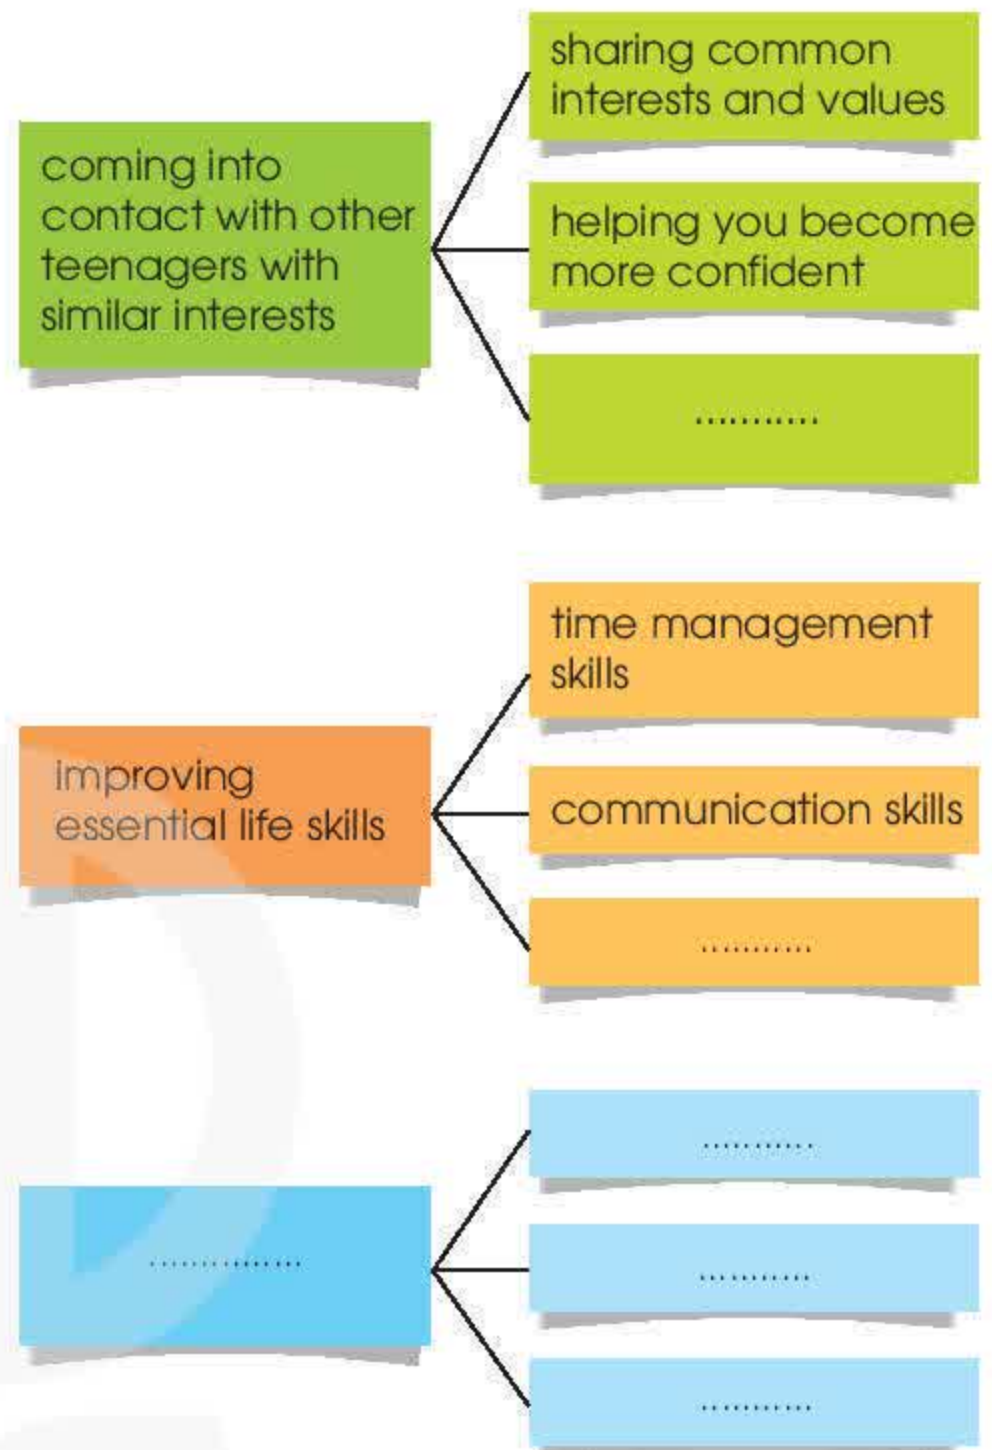 coming into
contact with other
teenagers with
similar interests
sharing common
interests and values
helping you become
more confident
...........
improving
essential life skills
time management
skills
communication skills
...........
...............
...........
...........
...........